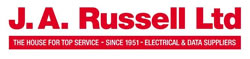 J. A. Russell Ltd
THE HOUSE FOR TOP SERVICE - SINCE 1951 - ELECTRICAL & DATA SUPPLIERS